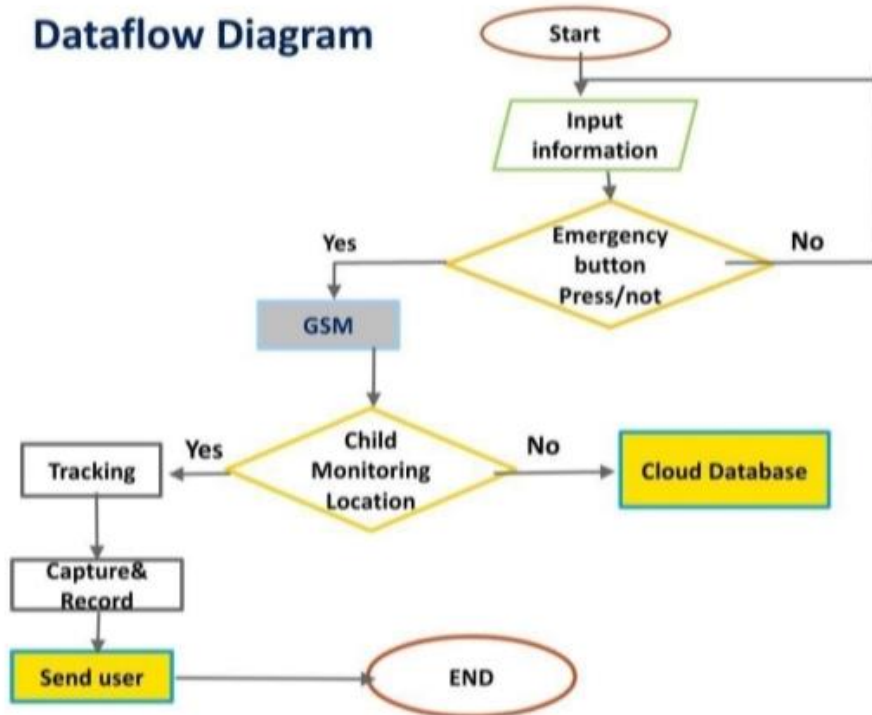 Dataflow Diagram
Start
Input
information
Emergency
button
Press/not
Yes
No
GSM
Child
Monitoring
Location
Yes
No
Tracking
Cloud Database
Capture&
Record
Send user
END